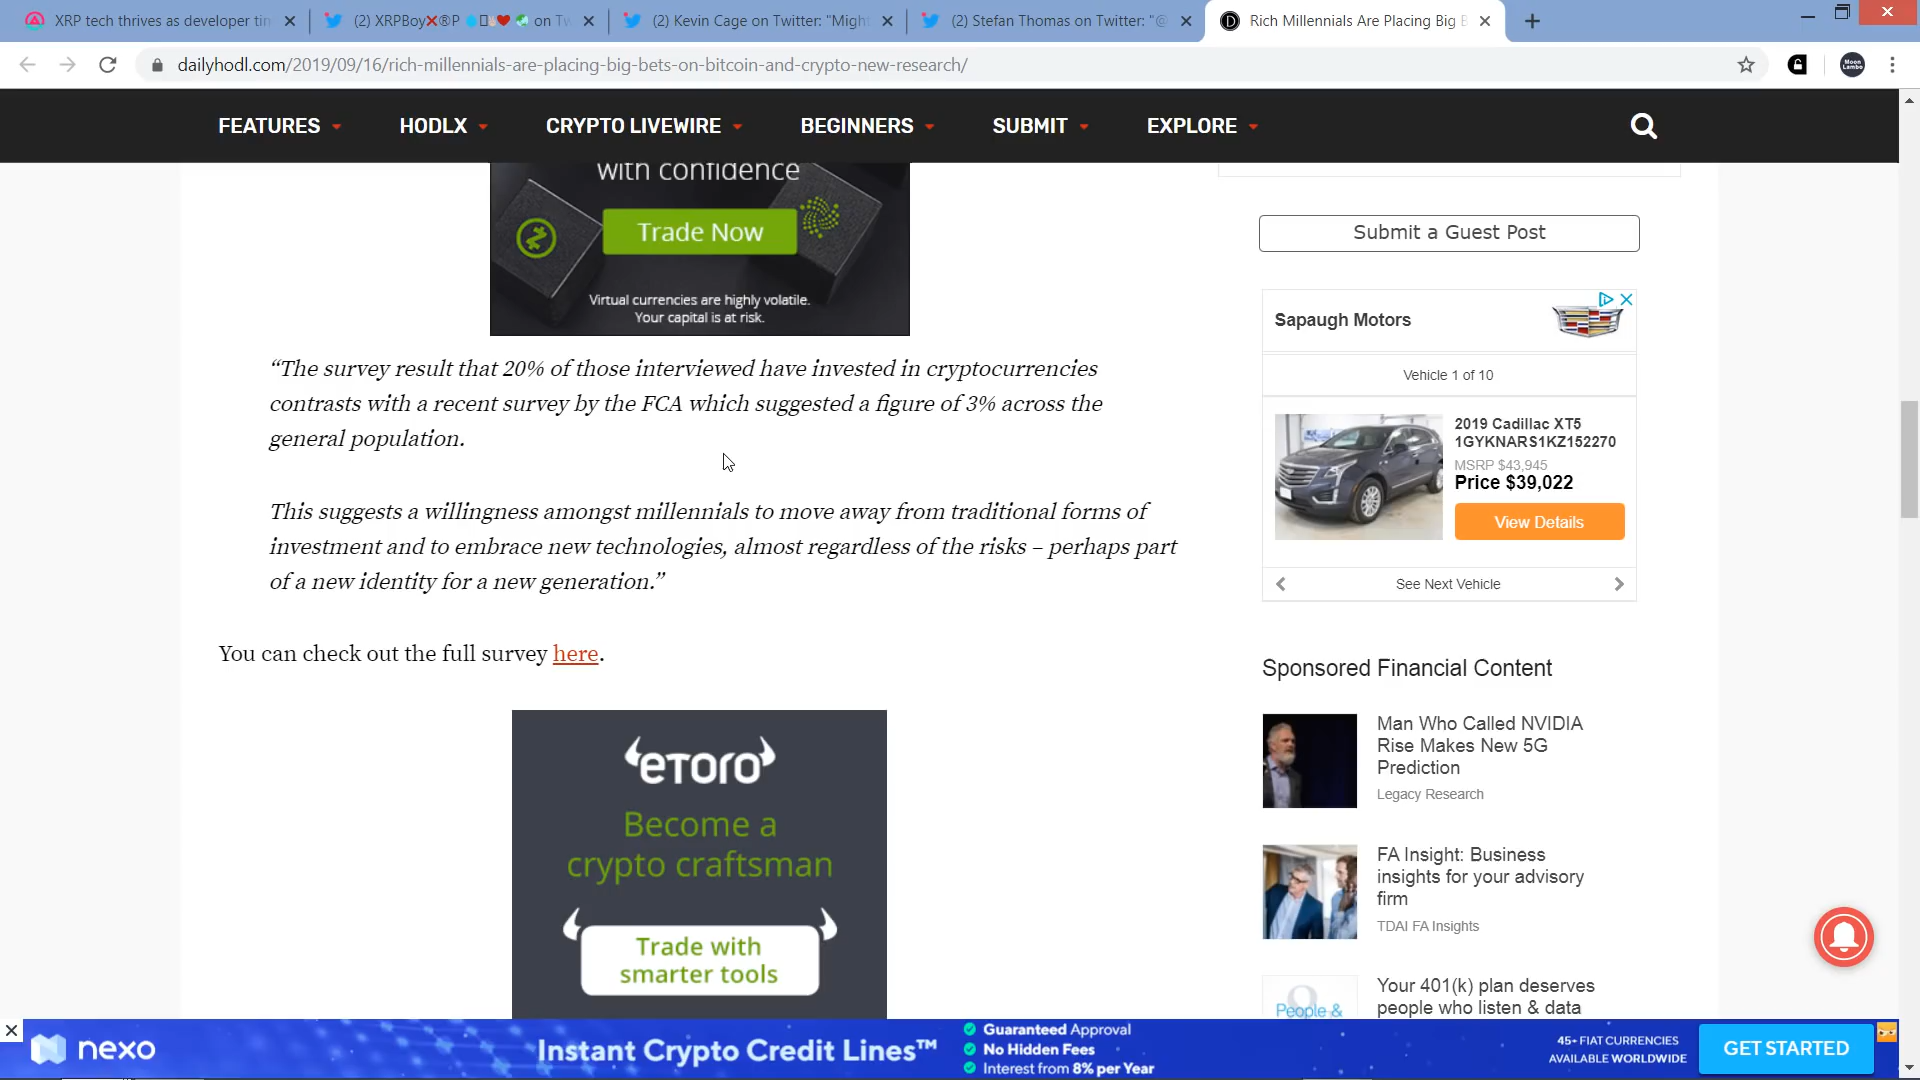 XRP tech thrives as developer tin
(2) XRPBoy❌®P on Tw
(2) Kevin Cage on Twitter: "Might
(2) Stefan Thomas on Twitter: "@
Rich Millennials Are Placing Big B
dailyhodl.com/2019/09/16/rich-millennials-are-placing-big-bets-on-bitcoin-and-crypto-new-research/
Moon
Lambo
FEATURES
HODLX
CRYPTO LIVEWIRE
BEGINNERS
SUBMIT
EXPLORE
with confidence
Trade Now
Virtual currencies are highly volatile.
Your capital is at risk.
“The survey result that 20% of those interviewed have invested in cryptocurrencies
contrasts with a recent survey by the FCA which suggested a figure of 3% across the
general population.
This suggests a willingness amongst millennials to move away from traditional forms of
investment and to embrace new technologies, almost regardless of the risks – perhaps part
of a new identity for a new generation.”
You can check out the full survey here.
eToro
Become a
crypto craftsman
Trade with
smarter tools
Submit a Guest Post
Sapaugh Motors
Vehicle 1 of 10
2019 Cadillac XT5
1GYKNARS1KZ152270
MSRP $43,945
Price $39,022
View Details
See Next Vehicle
Sponsored Financial Content
Man Who Called NVIDIA
Rise Makes New 5G
Prediction
Legacy Research
FA Insight: Business
insights for your advisory
firm
TDAI FA Insights
People &
Your 401(k) plan deserves
people who listen & data
nexo
Instant Crypto Credit Lines™
Guaranteed Approval
No Hidden Fees
Interest from 8% per Year
45+ FIAT CURRENCIES
AVAILABLE WORLDWIDE
GET STARTED